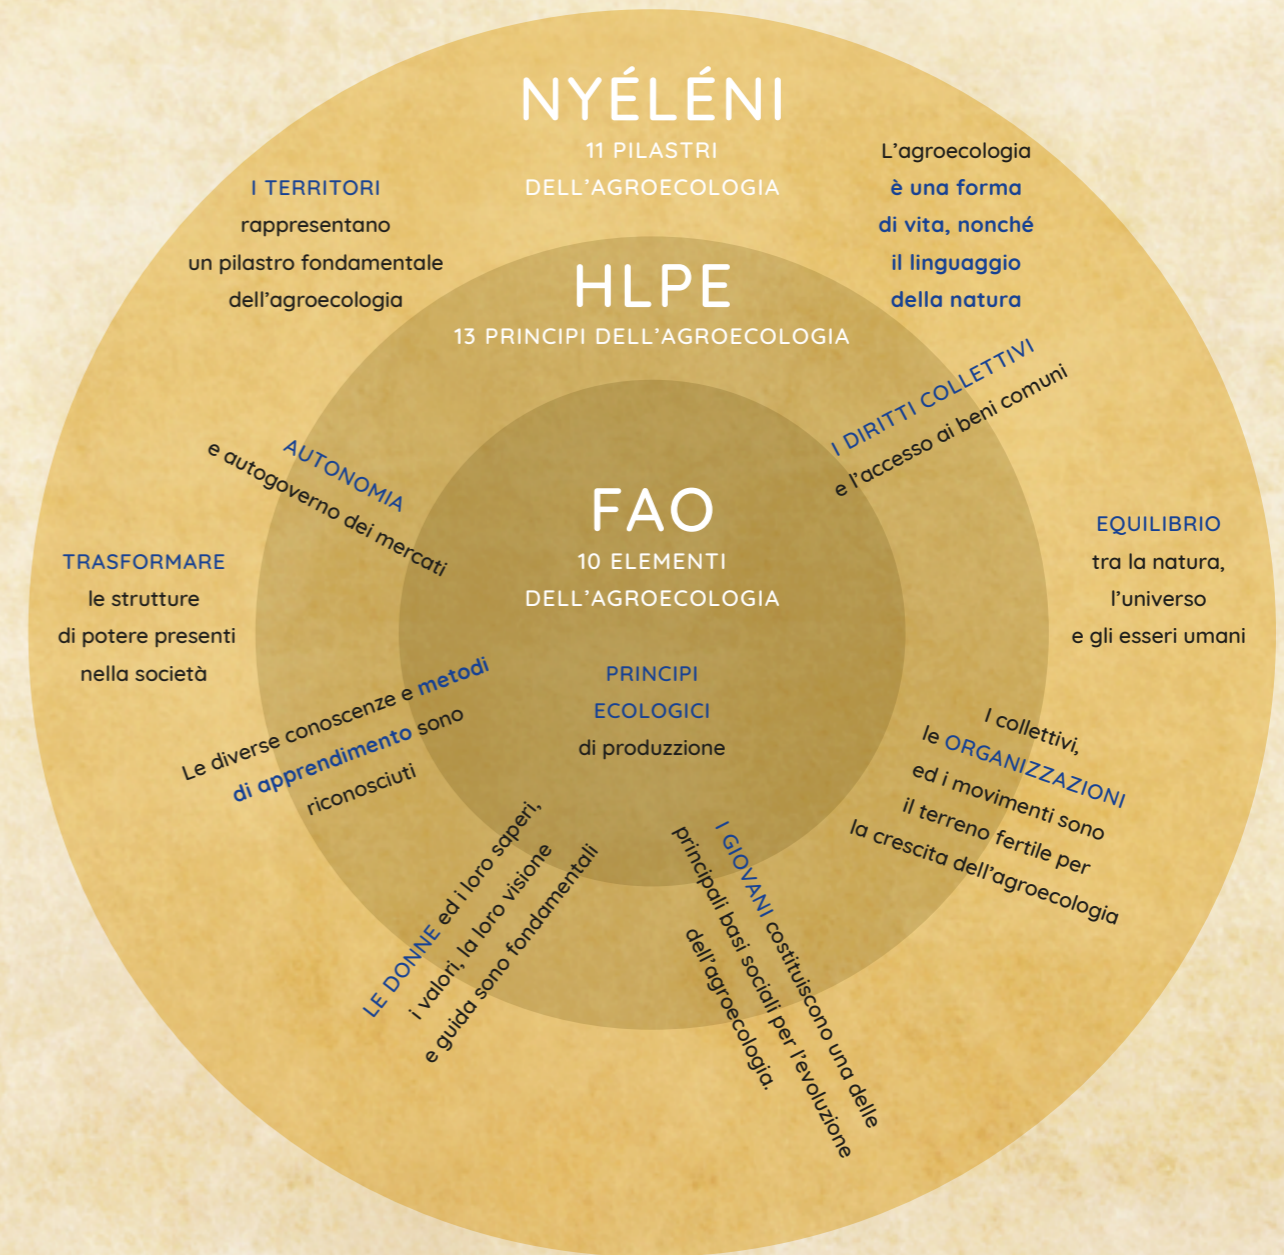 NYÉLÉNI
11 PILASTRI
DELL'AGROECOLOGIA
I TERRITORI
rappresentano
un pilastro fondamentale
dell'agroecologia
L'agroecologia
è una forma
di vita, nonché
il linguaggio
della natura
HLPE
13 PRINCIPI DELL'AGROECOLOGIA
I DIRITTI COLLETTIVI
e l'accesso ai beni comuni
AUTONOMIA
e autogoverno dei mercati
FAO
10 ELEMENTI
DELL'AGROECOLOGIA
TRASFORMARE
le strutture
di potere presenti
nella società
EQUILIBRIO
tra la natura,
l'universo
e gli esseri umani
PRINCIPI
ECOLOGICI
di produzzione
Le diverse conoscenze e metodi
di apprendimento sono
riconosciuti
I collettivi,
le ORGANIZZAZIONI
ed i movimenti sono
il terreno fertile per
la crescita dell'agroecologia
LE DONNE ed i loro saperi,
i valori, la loro visione
e guida sono fondamentali
I GIOVANI costituiscono una delle
principali basi sociali per l'evoluzione
dell'agroecologia.